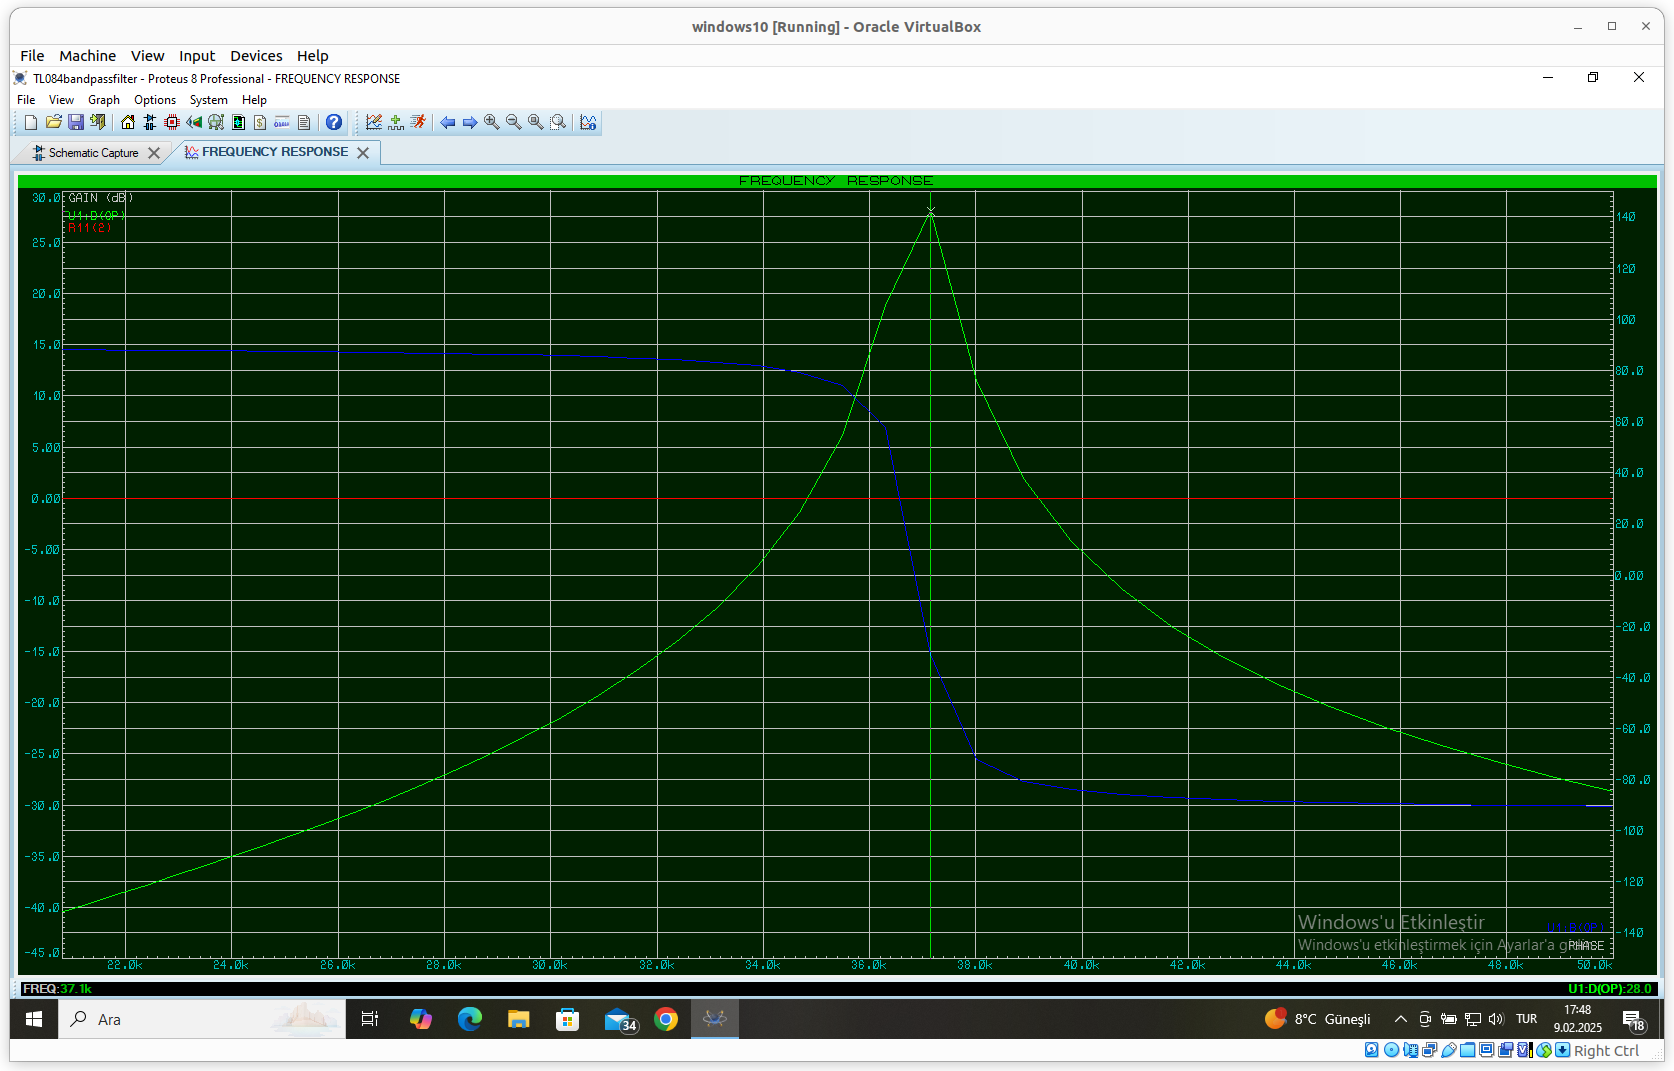 windows10 [Running] - Oracle VirtualBox
File Machine View Input Devices Help
TL084bandpassfilter - Proteus 8 Professional - FREQUENCY RESPONSE
File View Graph Options System Help
Schematic Capture FREQUENCY RESPONSE
FREQUENCY RESPONSE
GAIN (dB)
U1:D(OP)
R11(2)
30.0
25.0
20.0
15.0
10.0
5.00
0.00
-5.00
-10.0
-15.0
-20.0
-25.0
-30.0
-35.0
-40.0
-45.0
140
120
100
80.0
60.0
40.0
20.0
0.00
-20.0
-40.0
-60.0
-80.0
-100
-120
-140
PHASE
22.0k 24.0k 26.0k 28.0k 30.0k 32.0k 34.0k 36.0k 38.0k 40.0k 42.0k 44.0k 46.0k 48.0k 50.0k
Windows'u Etkinleştir
Windows'u etkinleştirmek için Ayarlar'a
FREQ:37.1k U1:D(OP):28.0
Ara 34 8°C Güneşli TUR 17:48
9.02.2025 18
Right Ctrl